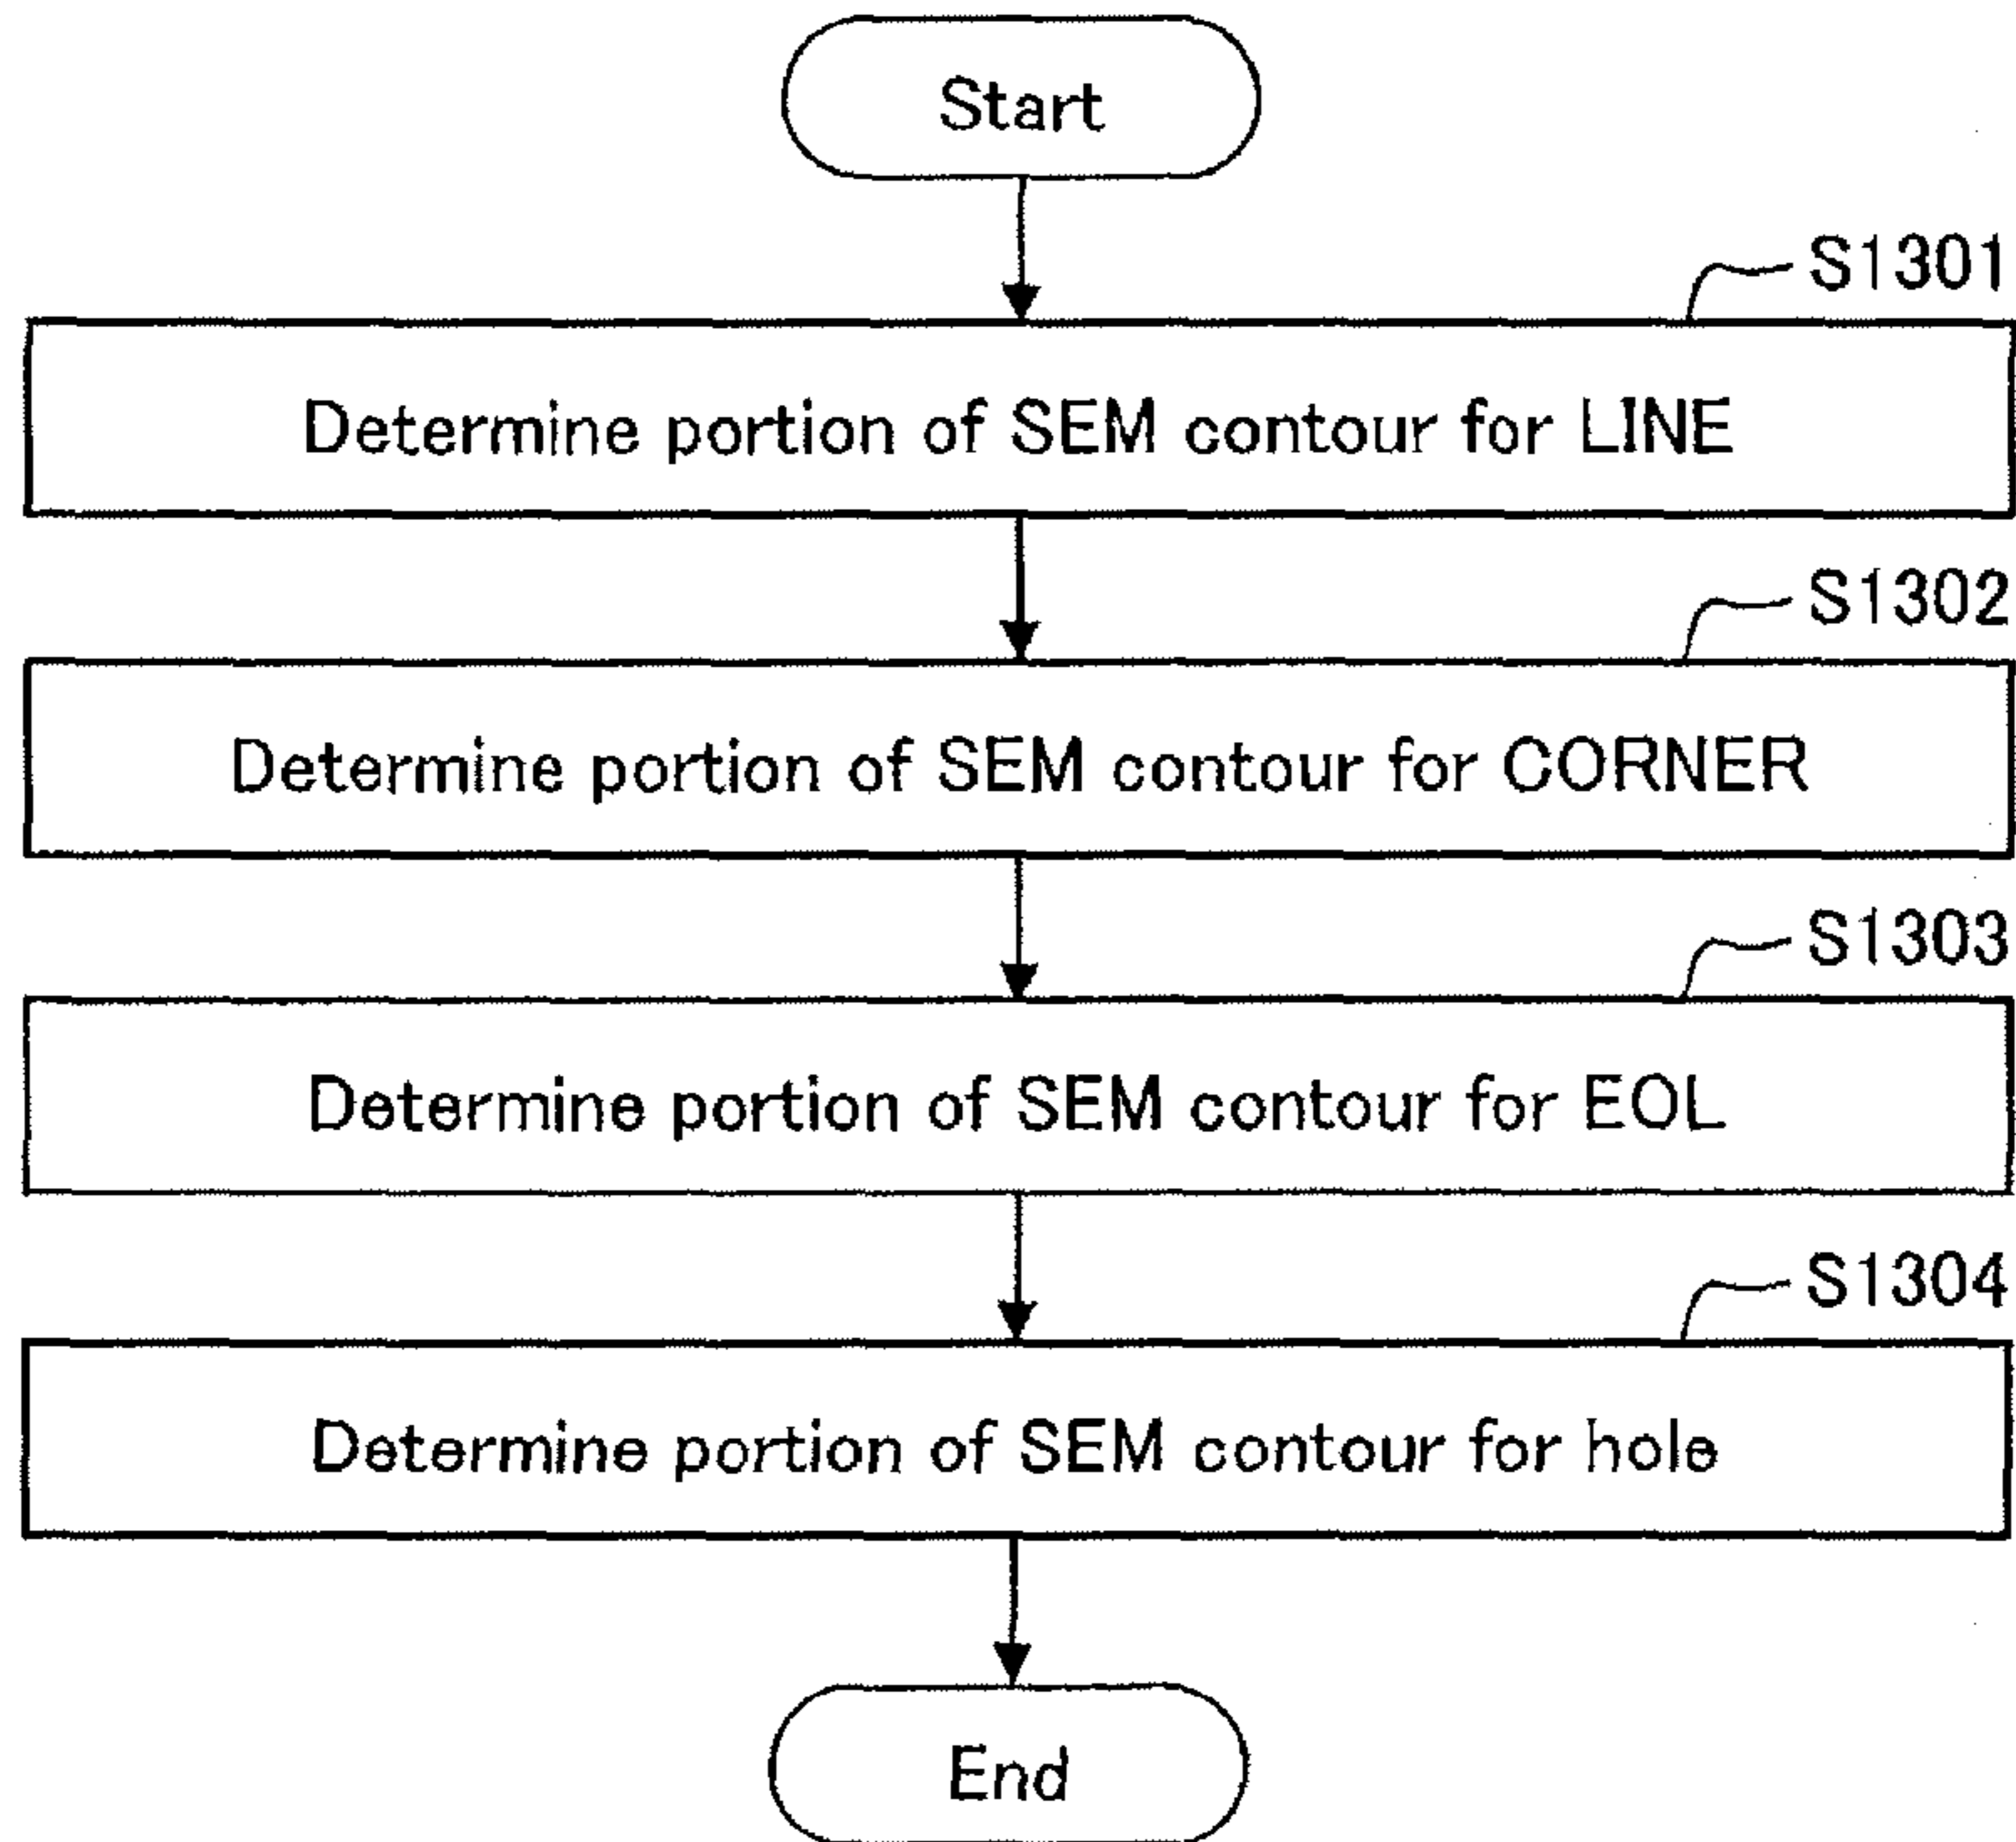 Start
S1301
Determine portion of SEM contour for LINE
S1302
Determine portion of SEM contour for CORNER
S1303
Determine portion of SEM contour for EOL
S1304
Determine portion of SEM contour for hole
End